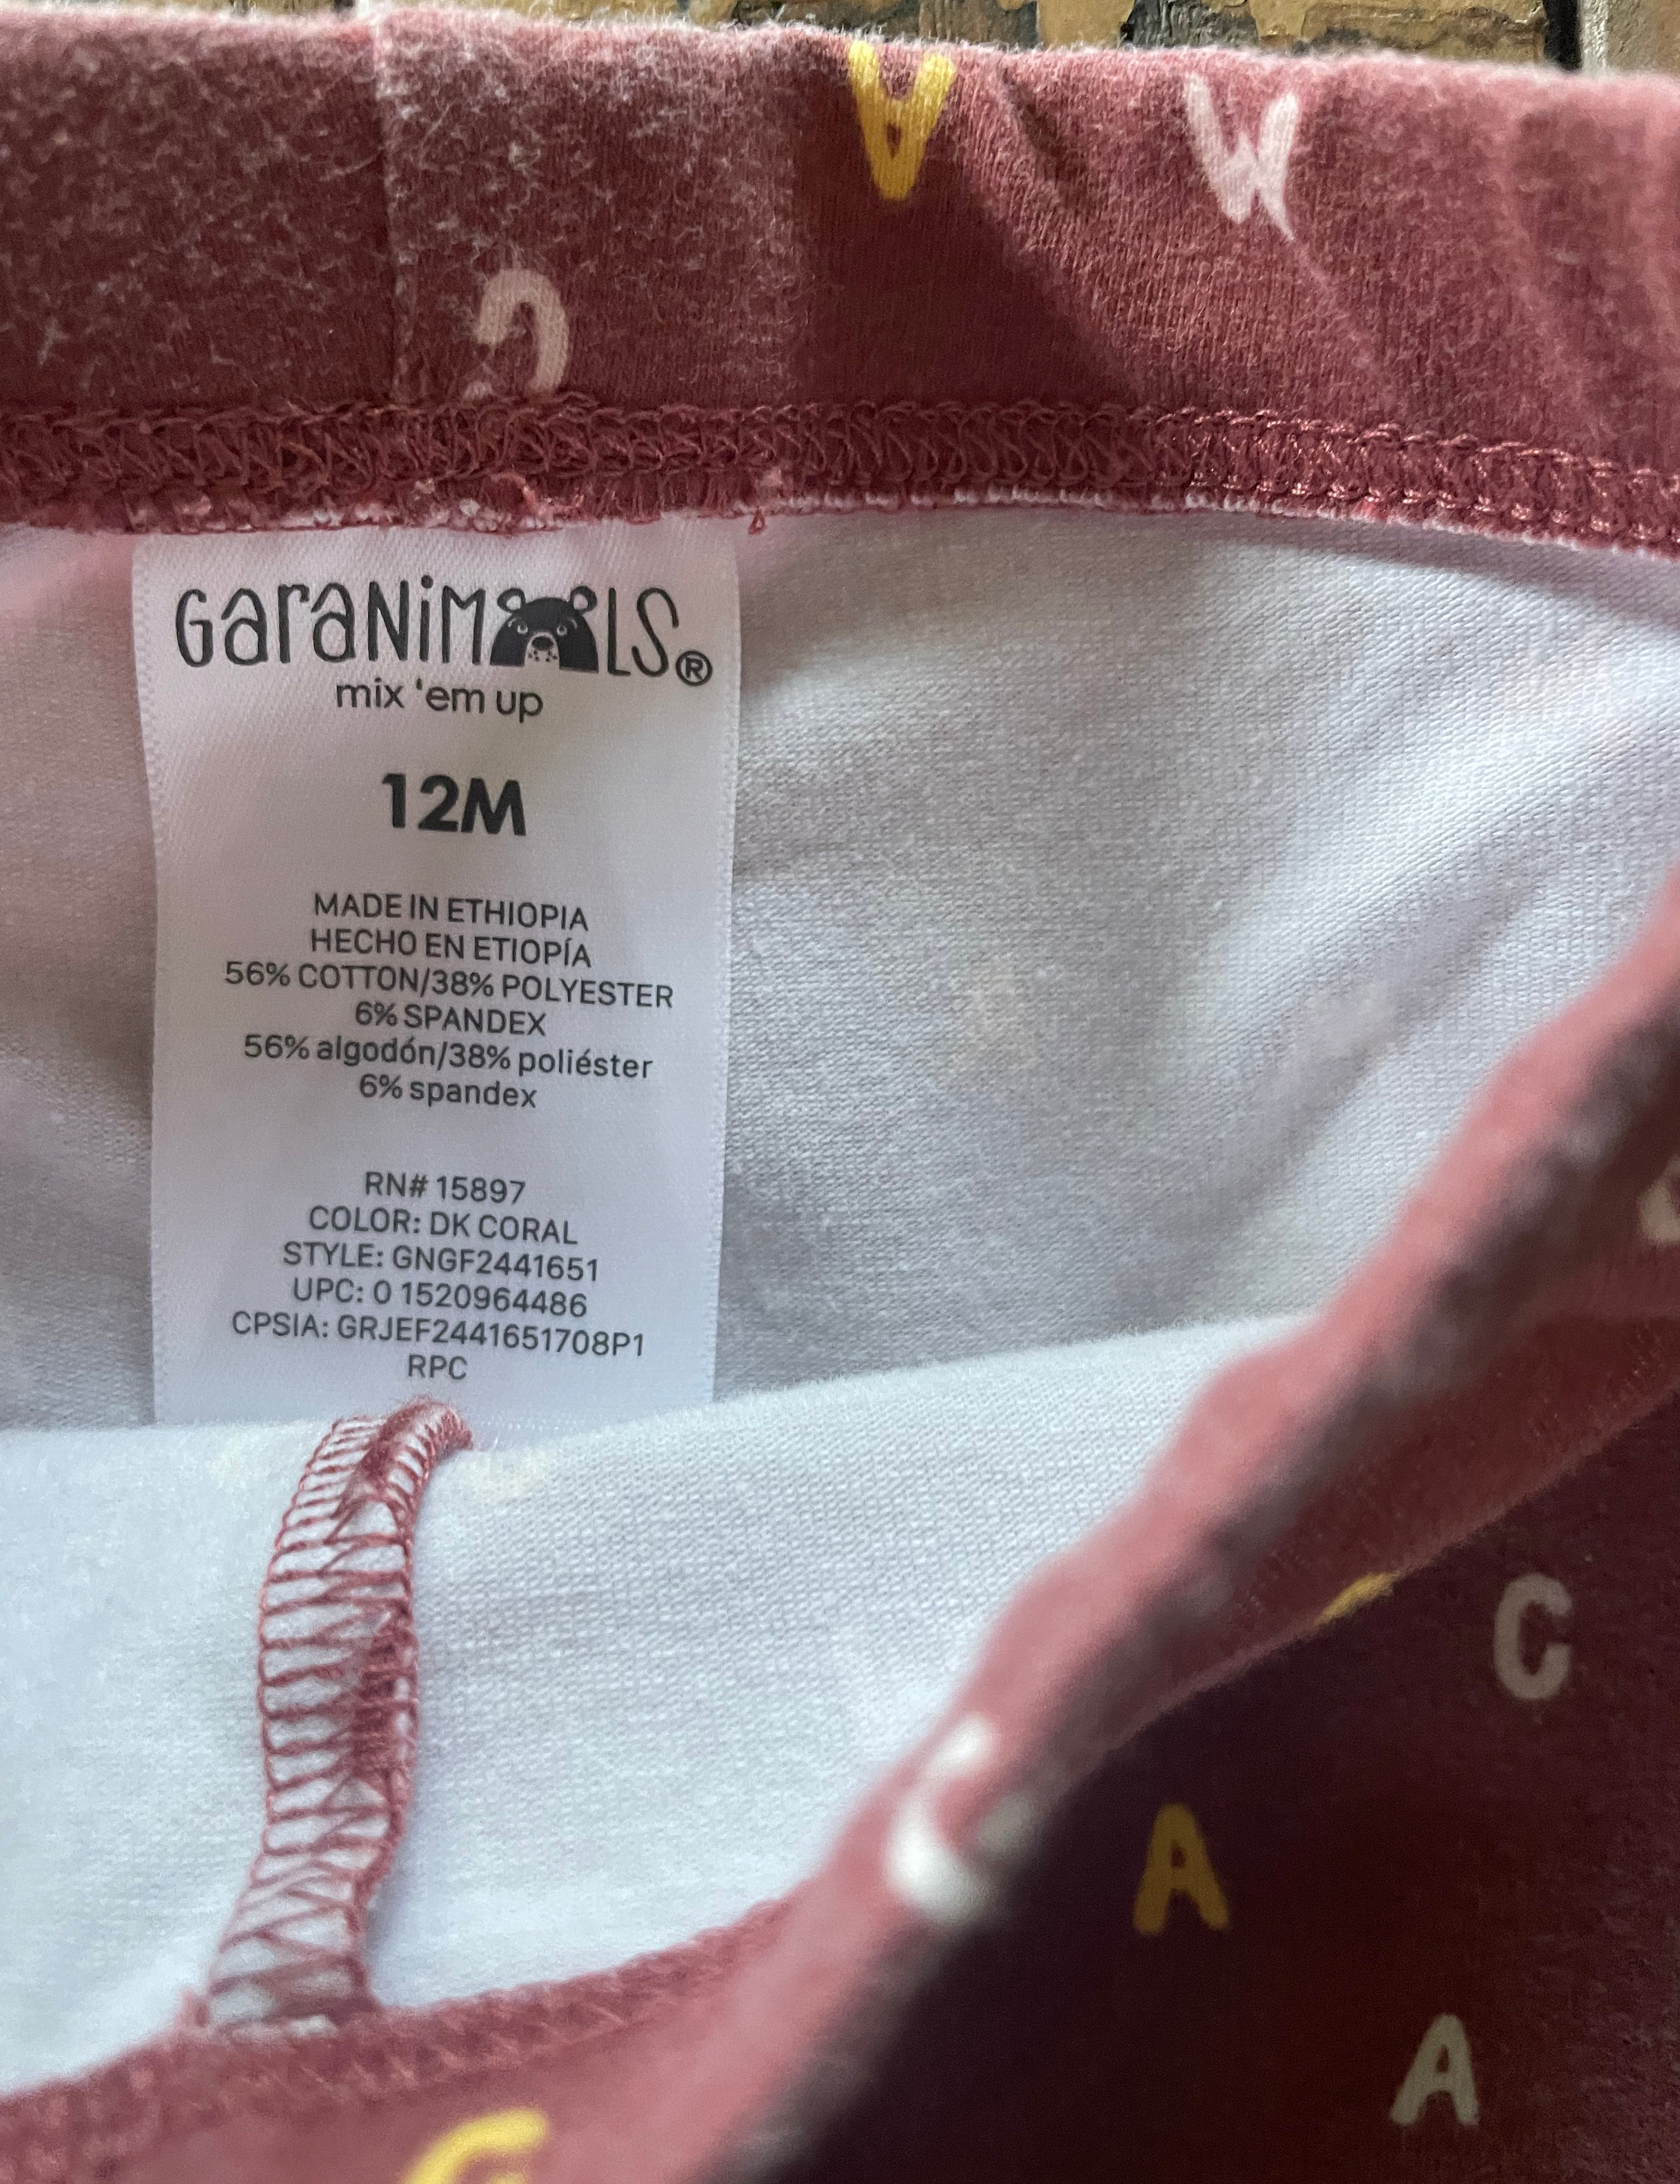 A W
C
GaraNiMALS®
mix 'em up
12M
MADE IN ETHIOPIA
HECHO EN ETIOPÍA
56% COTTON/38% POLYESTER
6% SPANDEX
56% algodón/38% poliéster
6% spandex
RN# 15897
COLOR: DK CORAL
STYLE: GNGF2441651
UPC: 0 1520964486
CPSIA: GRJEF2441651708P1
RPC
C
A
A